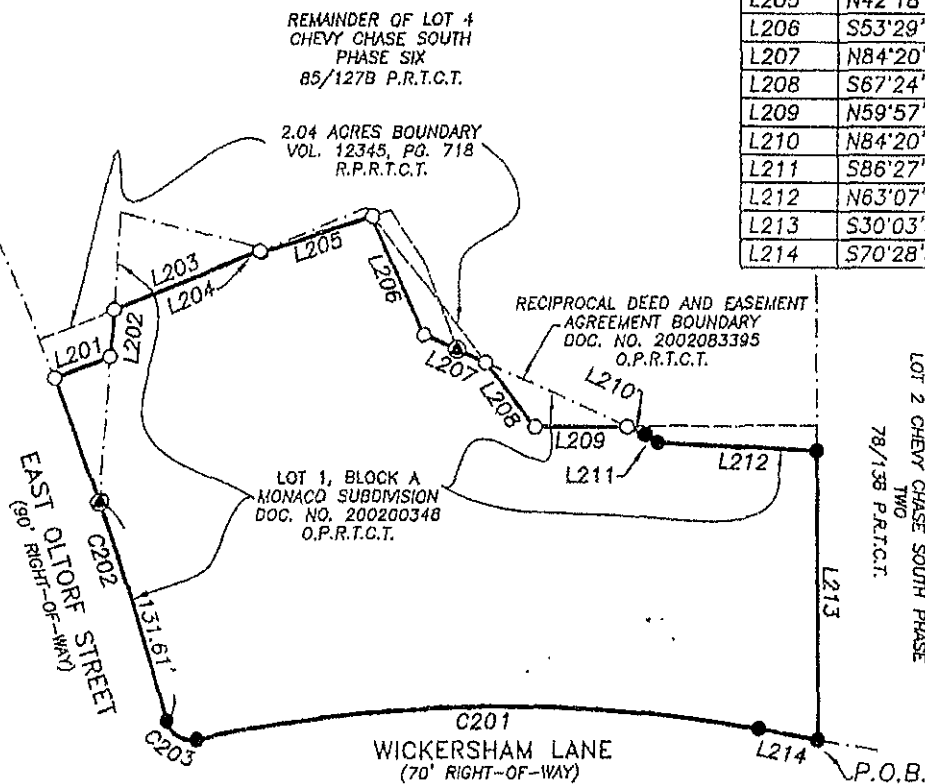 REMAINDER OF LOT 4
CHEVY CHASE SOUTH
PHASE SIX
85/127B P.R.T.C.T.
2.04 ACRES BOUNDARY
VOL. 12345, PG. 718
R.P.R.T.C.T.
L205 N42°18'
L206 S53°29'
L207 N84°20'
L208 S67°24'
L209 N59°57'
L210 N84°20'
L211 S86°27'
L212 N63°07'
L213 S30°03'
L214 S70°28'
L203
L204
L205
L202
L201
L206
L207
L208
RECIPROCAL DEED AND EASEMENT
AGREEMENT BOUNDARY
DOC. NO. 2002083395
O.P.R.T.C.T.
L210
L209
L211
L212
LOT 2 CHEVY CHASE SOUTH PHASE
TWO
78/138 P.R.T.C.T.
LOT 1, BLOCK A
MONACO SUBDIVISION
DOC. NO. 200200348
O.P.R.T.C.T.
EAST OLTORF STREET
(90' RIGHT-OF-WAY)
C202
131.61'
L213
C203
C201
WICKERSHAM LANE
(70' RIGHT-OF-WAY)
L214
P.O.B.